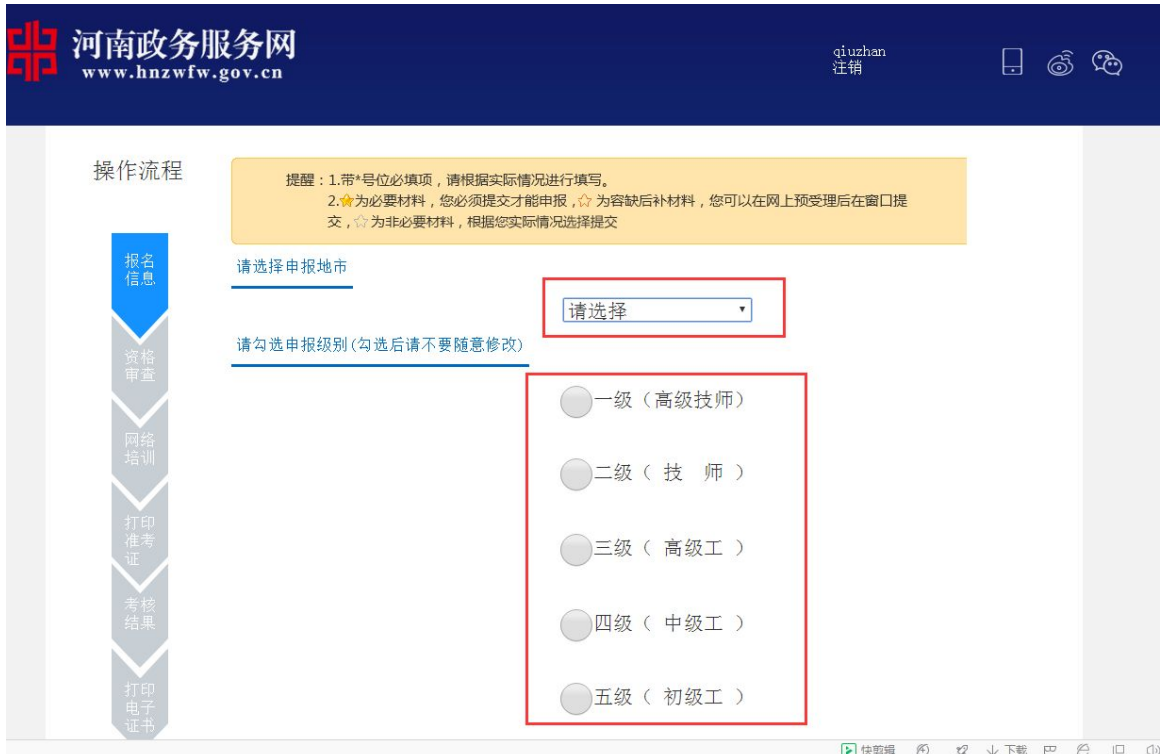 河南政务服务网
www.hnzwfw.gov.cn
qiuzhan
注销
操作流程
提醒：1.带*号位必填项，请根据实际情况进行填写。
2.为必要材料，您必须提交才能申报，为容缺后补材料，您可以在网上预受理后在窗口提
交，为非必要材料，根据您实际情况选择提交
报名
信息
资格
审查
网络
培训
打印
准考
证
考核
结果
打印
电子
证书
请选择申报地市
请选择
请勾选申报级别(勾选后请不要随意修改)
一级（高级技师）
二级（ 技 师 ）
三级（ 高级工 ）
四级（ 中级工 ）
五级（ 初级工 ）
快剪辑
下载